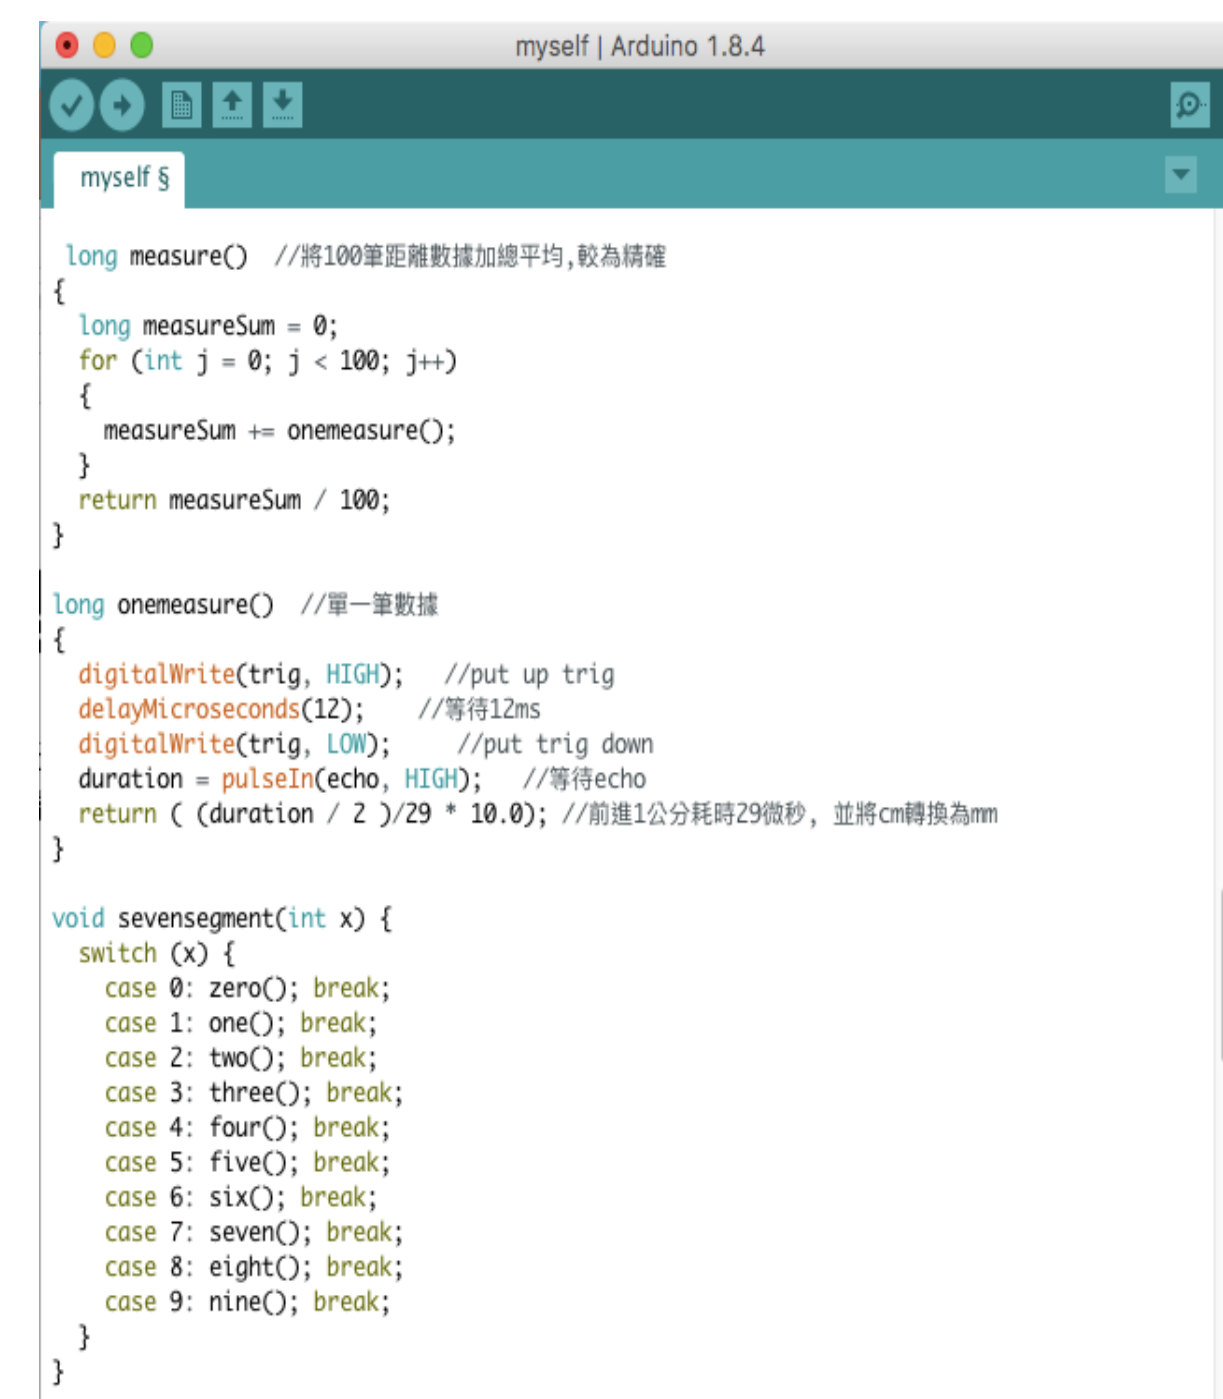 myself | Arduino 1.8.4
myself §
long measure()  //將100筆距離數據加總平均,較為精確
{
  long measureSum = 0;
  for (int j = 0; j < 100; j++)
  {
    measureSum += onemeasure();
  }
  return measureSum / 100;
}
long onemeasure()  //單一筆數據
{
  digitalWrite(trig, HIGH);   //put up trig
  delayMicroseconds(12);    //等待12ms
  digitalWrite(trig, LOW);     //put trig down
  duration = pulseIn(echo, HIGH);   //等待echo
  return ( (duration / 2 )/29 * 10.0); //前進1公分耗時29微秒, 並將cm轉換為mm
}
void sevensegment(int x) {
  switch (x) {
    case 0: zero(); break;
    case 1: one(); break;
    case 2: two(); break;
    case 3: three(); break;
    case 4: four(); break;
    case 5: five(); break;
    case 6: six(); break;
    case 7: seven(); break;
    case 8: eight(); break;
    case 9: nine(); break;
  }
}